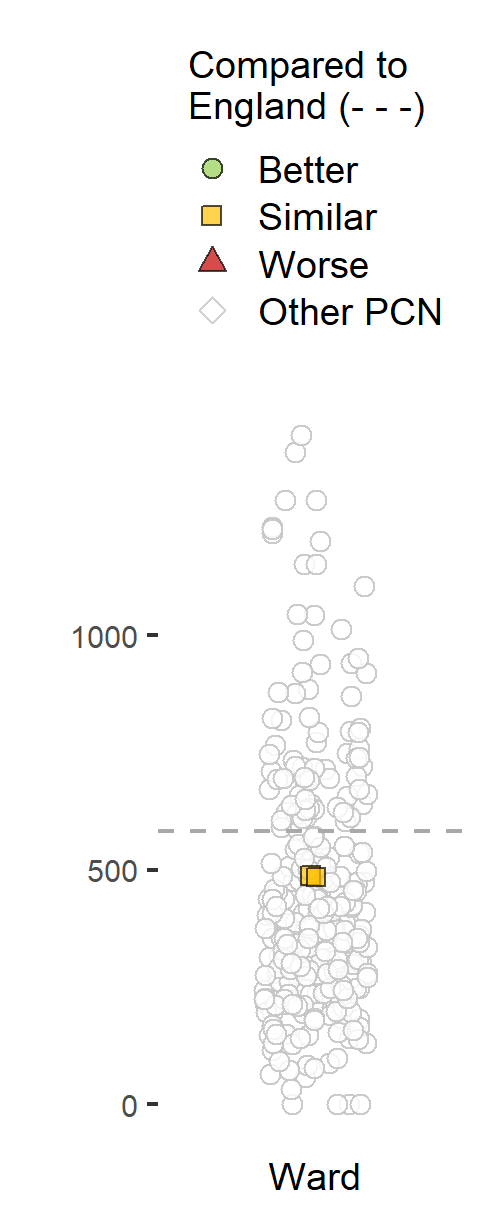 Compared to
England (- - -)
Better
Similar
Worse
Other PCN
1000
500
0
Ward